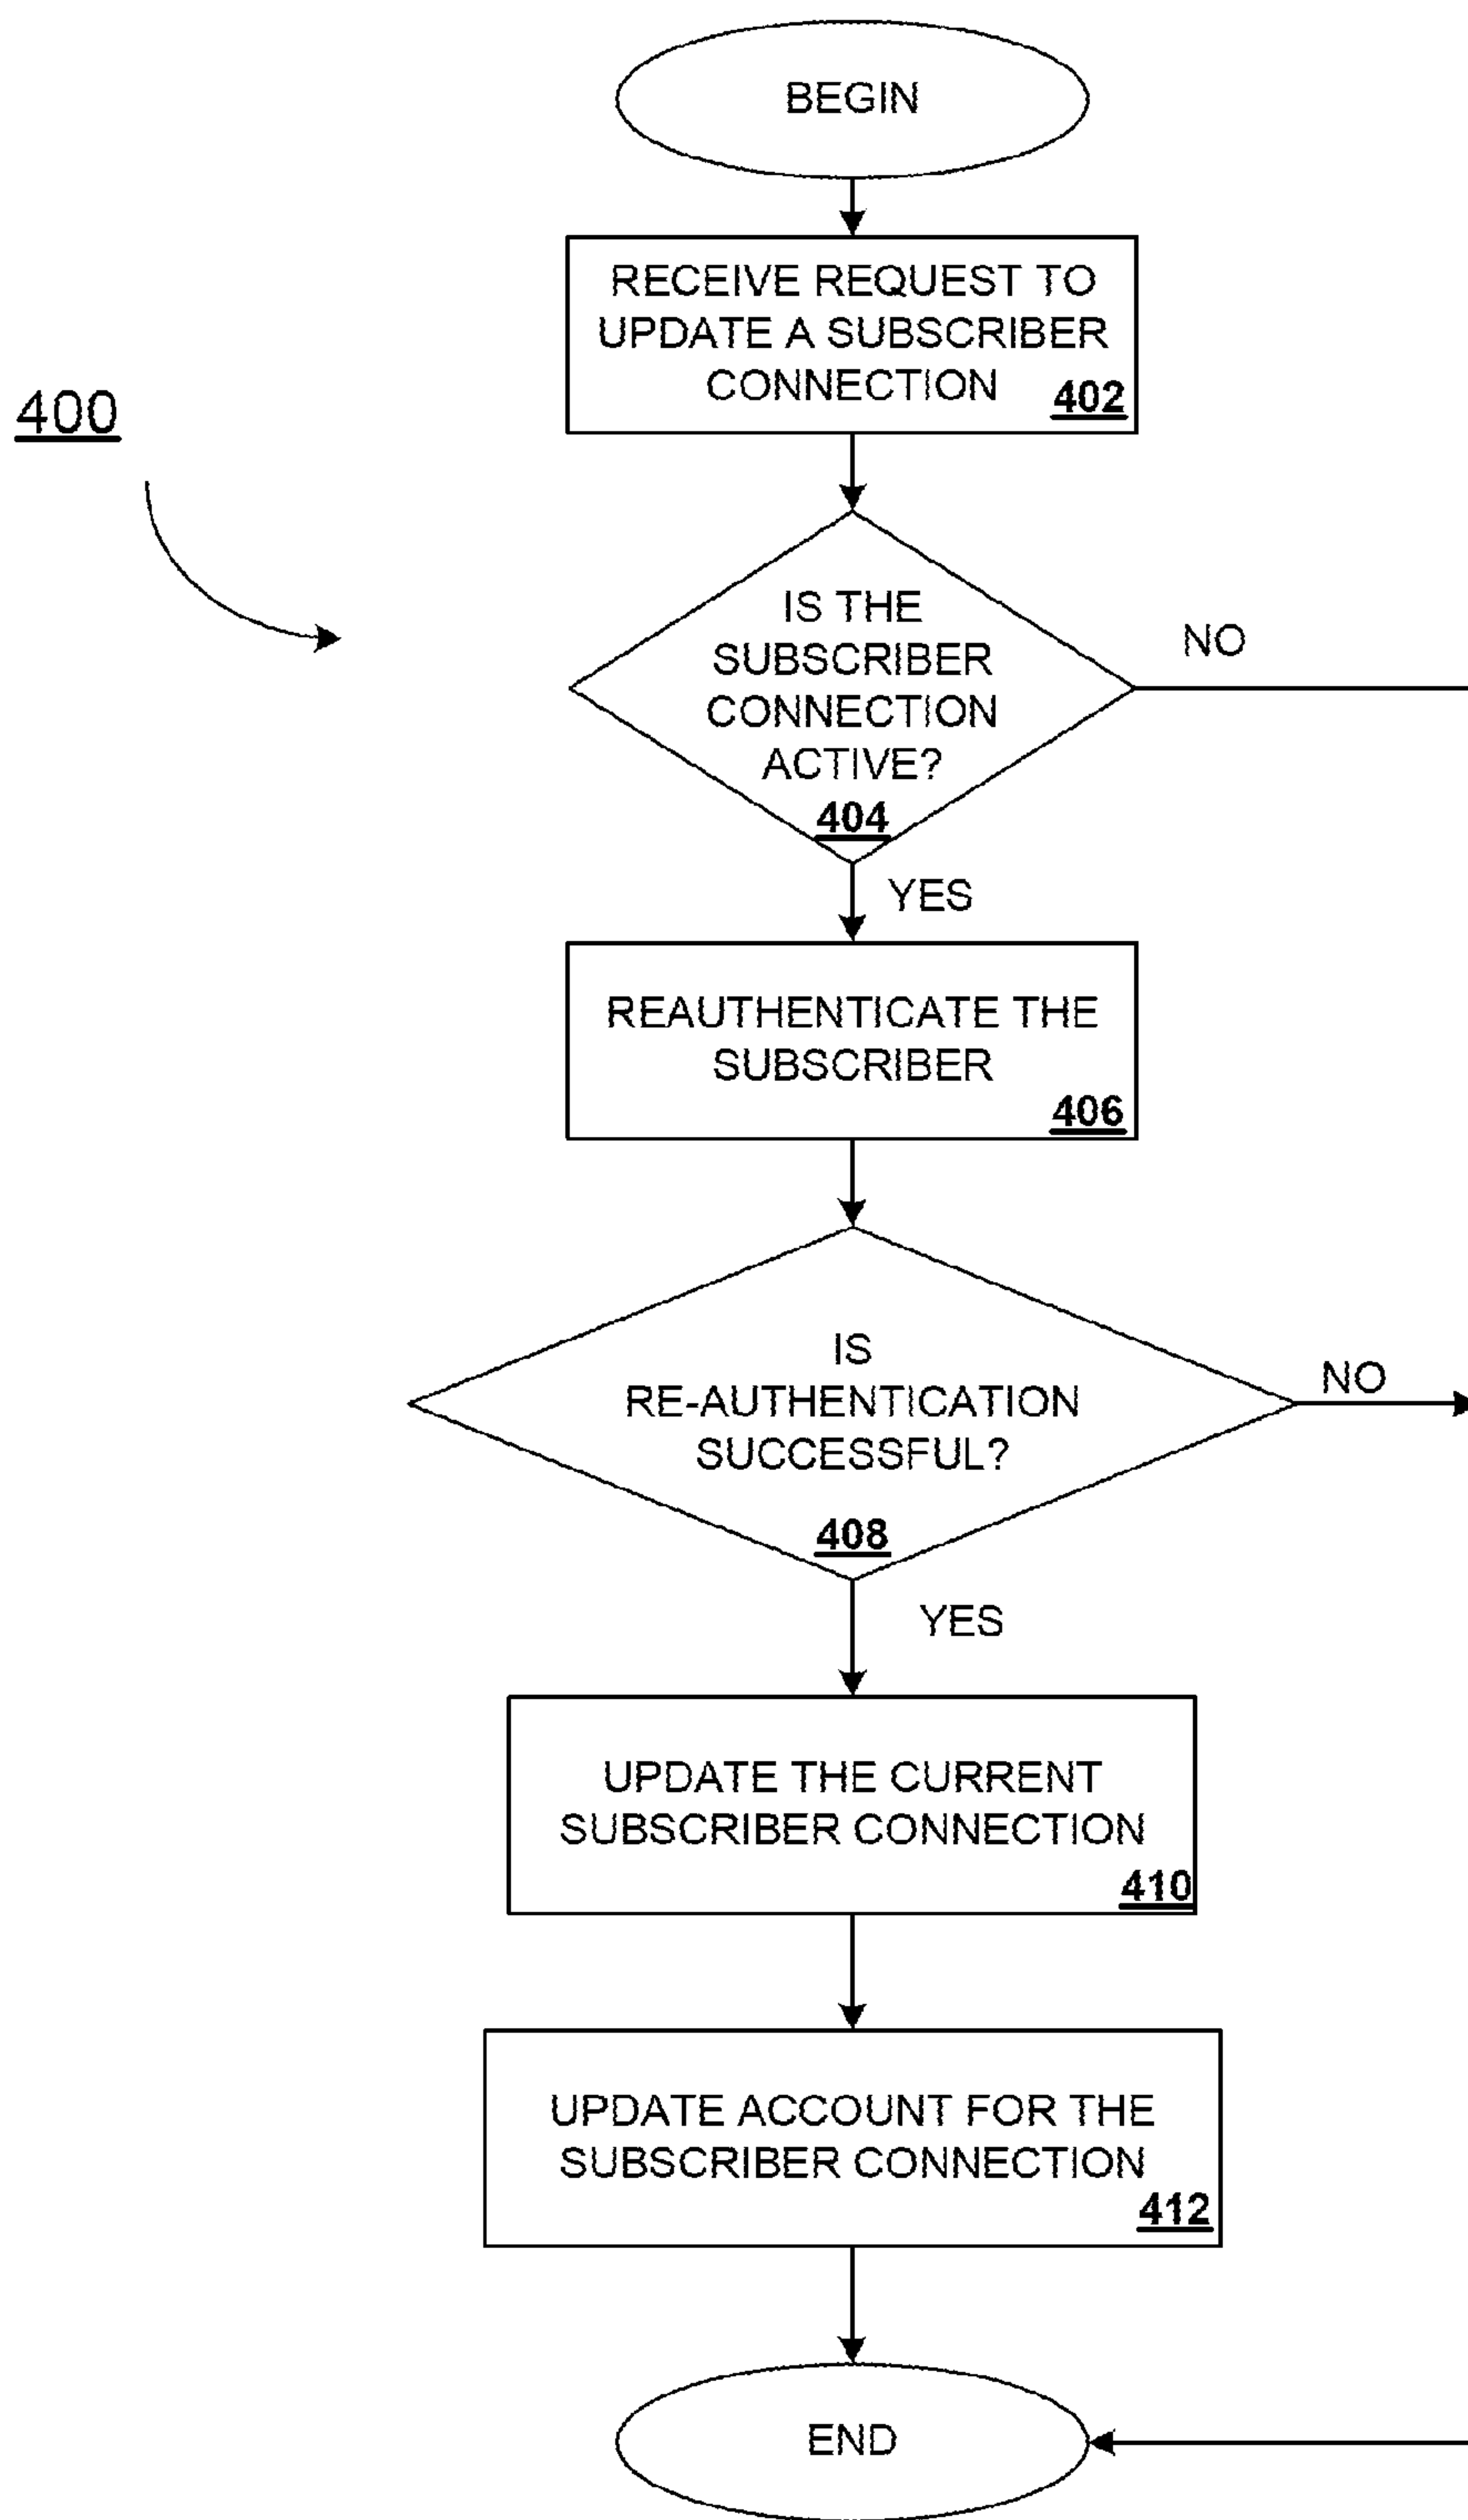 BEGIN
RECEIVE REQUEST TO
UPDATE A SUBSCRIBER
CONNECTION
402
400
IS THE
SUBSCRIBER
CONNECTION
ACTIVE?
404
NO
YES
REAUTHENTICATE THE
SUBSCRIBER
406
IS
RE-AUTHENTICATION
SUCCESSFUL?
408
NO
YES
UPDATE THE CURRENT
SUBSCRIBER CONNECTION
410
UPDATE ACCOUNT FOR THE
SUBSCRIBER CONNECTION
412
END